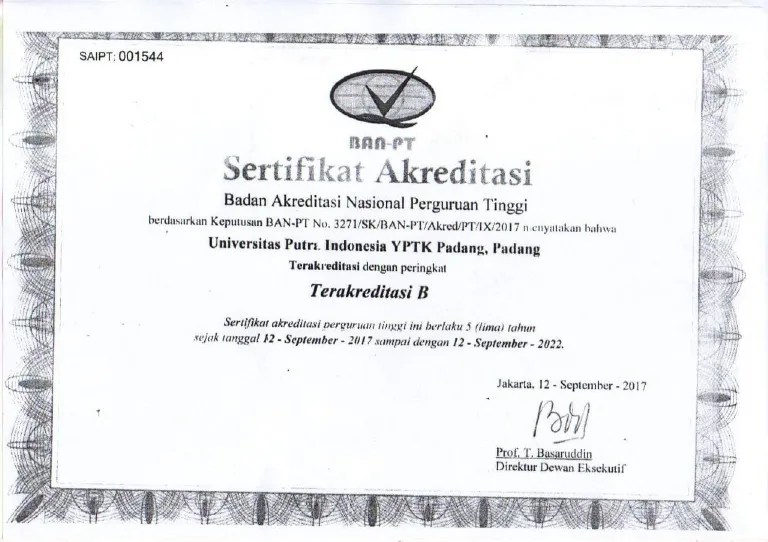 SAIPT: 001544
BAN-PT
Sertifikat Akreditasi
Badan Akreditasi Nasional Perguruan Tinggi
berdasarkan Keputusan BAN-PT No. 3271/SK/BAN-PT/Akred/PT/IX/2017 menyatakan bahwa
Universitas Putra Indonesia YPTK Padang, Padang
Terakreditasi dengan peringkat
Terakreditasi B
Sertifikat akreditasi perguruan tinggi ini berlaku 5 (lima) tahun
sejak tanggal 12 - September - 2017 sampai dengan 12 - September - 2022.
Jakarta, 12 - September - 2017
Prof. T. Basaruddin
Direktur Dewan Eksekutif